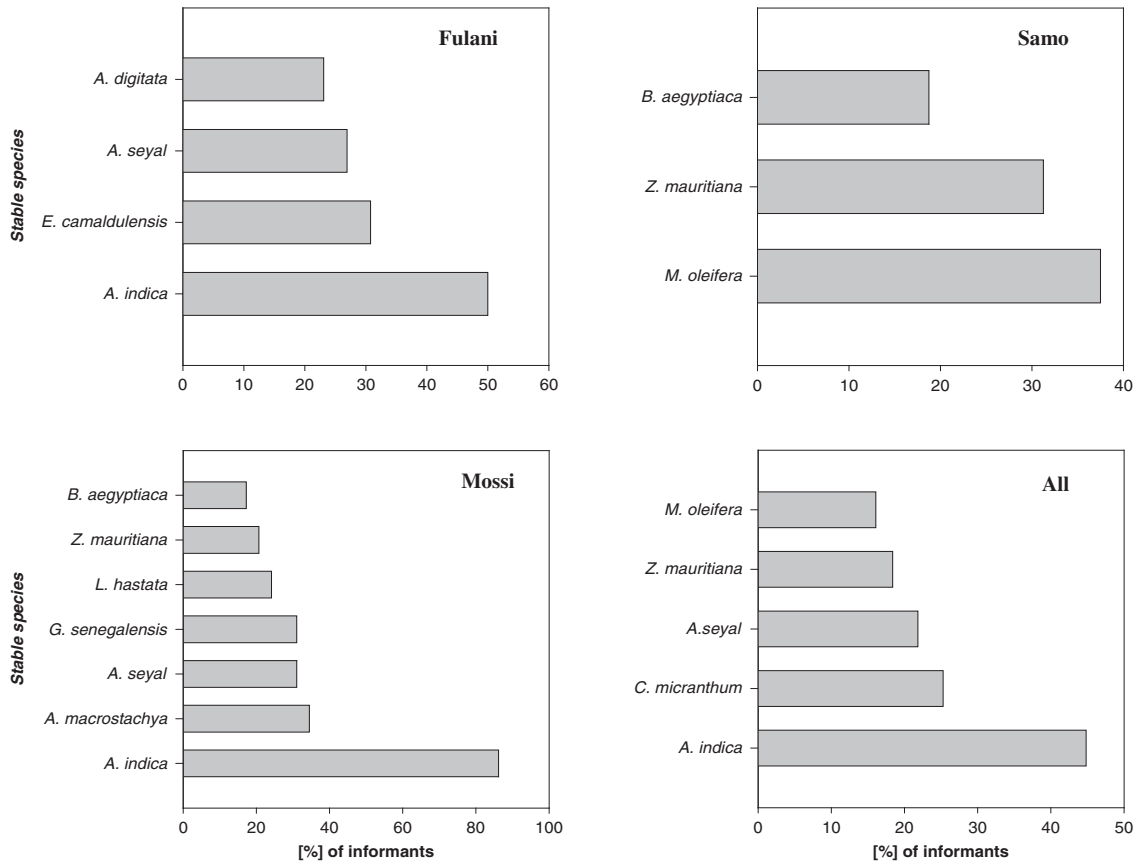 Fulani
Stable species
A. digitata
A. seyal
E. camaldulensis
A. indica
0 10 20 30 40 50 60
Samo
B. aegyptiaca
Z. mauritiana
M. oleifera
0 10 20 30 40
Mossi
Stable species
B. aegyptiaca
Z. mauritiana
L. hastata
G. senegalensis
A. seyal
A. macrostachya
A. indica
0 20 40 60 80 100
[%] of informants
All
M. oleifera
Z. mauritiana
A.seyal
C. micranthum
A. indica
0 10 20 30 40 50
[%] of informants